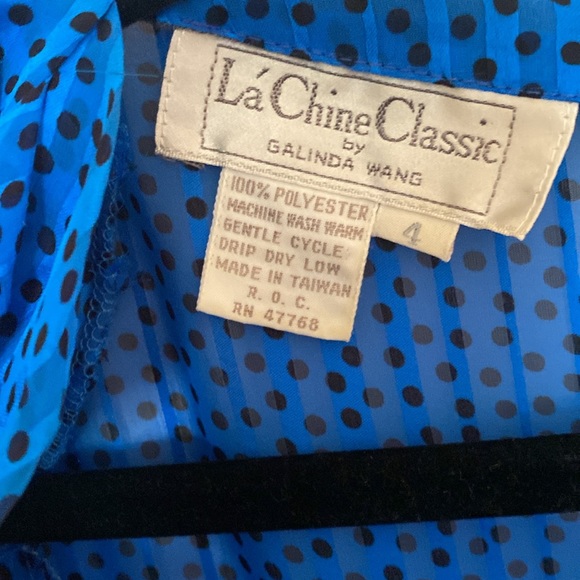 Lá Chine Classic
by
GALINDA WANG
100% POLYESTER
MACHINE WASH WARM
GENTLE CYCLE
DRIP DRY LOW
MADE IN TAIWAN
R. O. C.
RN 47768
4